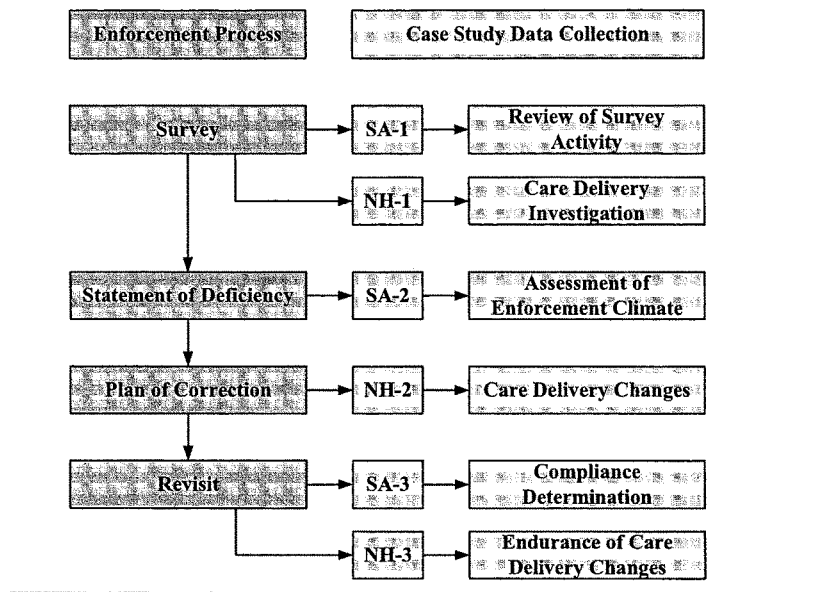 Enforcement Process
Case Study Data Collection
Survey
SA-1
Review of Survey
Activity
NH-1
Care Delivery
Investigation
Statement of Deficiency
SA-2
Assessment of
Enforcement Climate
Plan of Correction
NH-2
Care Delivery Changes
Revisit
SA-3
Compliance
Determination
NH-3
Endurance of Care
Delivery Changes